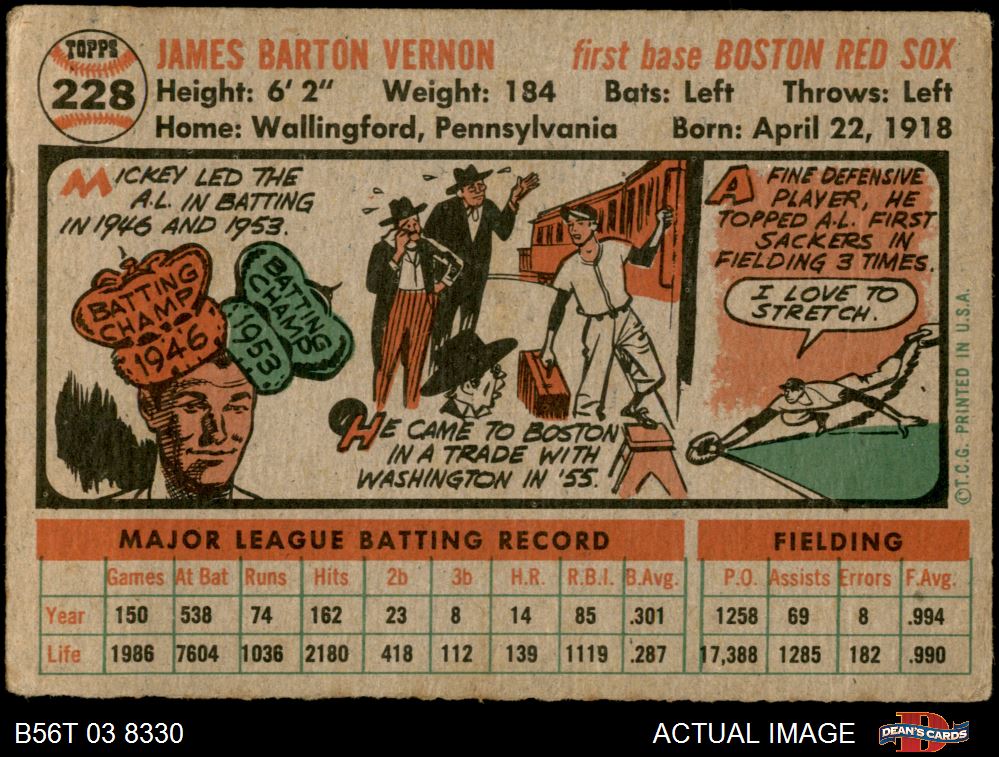 TOPPS
228
JAMES BARTON VERNON first base BOSTON RED SOX
Height: 6' 2" Weight: 184 Bats: Left Throws: Left
Home: Wallingford, Pennsylvania Born: April 22, 1918
MICKEY LED THE
A.L. IN BATTING
IN 1946 AND 1953.
BATTING
CHAMP
1946
BATTING
CHAMP
1953
HE CAME TO BOSTON
IN A TRADE WITH
WASHINGTON IN '55.
A FINE DEFENSIVE
PLAYER, HE
TOPPED A.L. FIRST
SACKERS IN
FIELDING 3 TIMES.
I LOVE TO
STRETCH.
©T.C.G. PRINTED IN U.S.A.
MAJOR LEAGUE BATTING RECORD FIELDING
Games At Bat Runs Hits 2b 3b H.R. R.B.I. B.Avg. P.O. Assists Errors F.Avg.
Year 150 538 74 162 23 8 14 85 .301 1258 69 8 .994
Life 1986 7604 1036 2180 418 112 139 1119 .287 17,388 1285 182 .990
B56T 03 8330 ACTUAL IMAGE DEAN'S CARDS